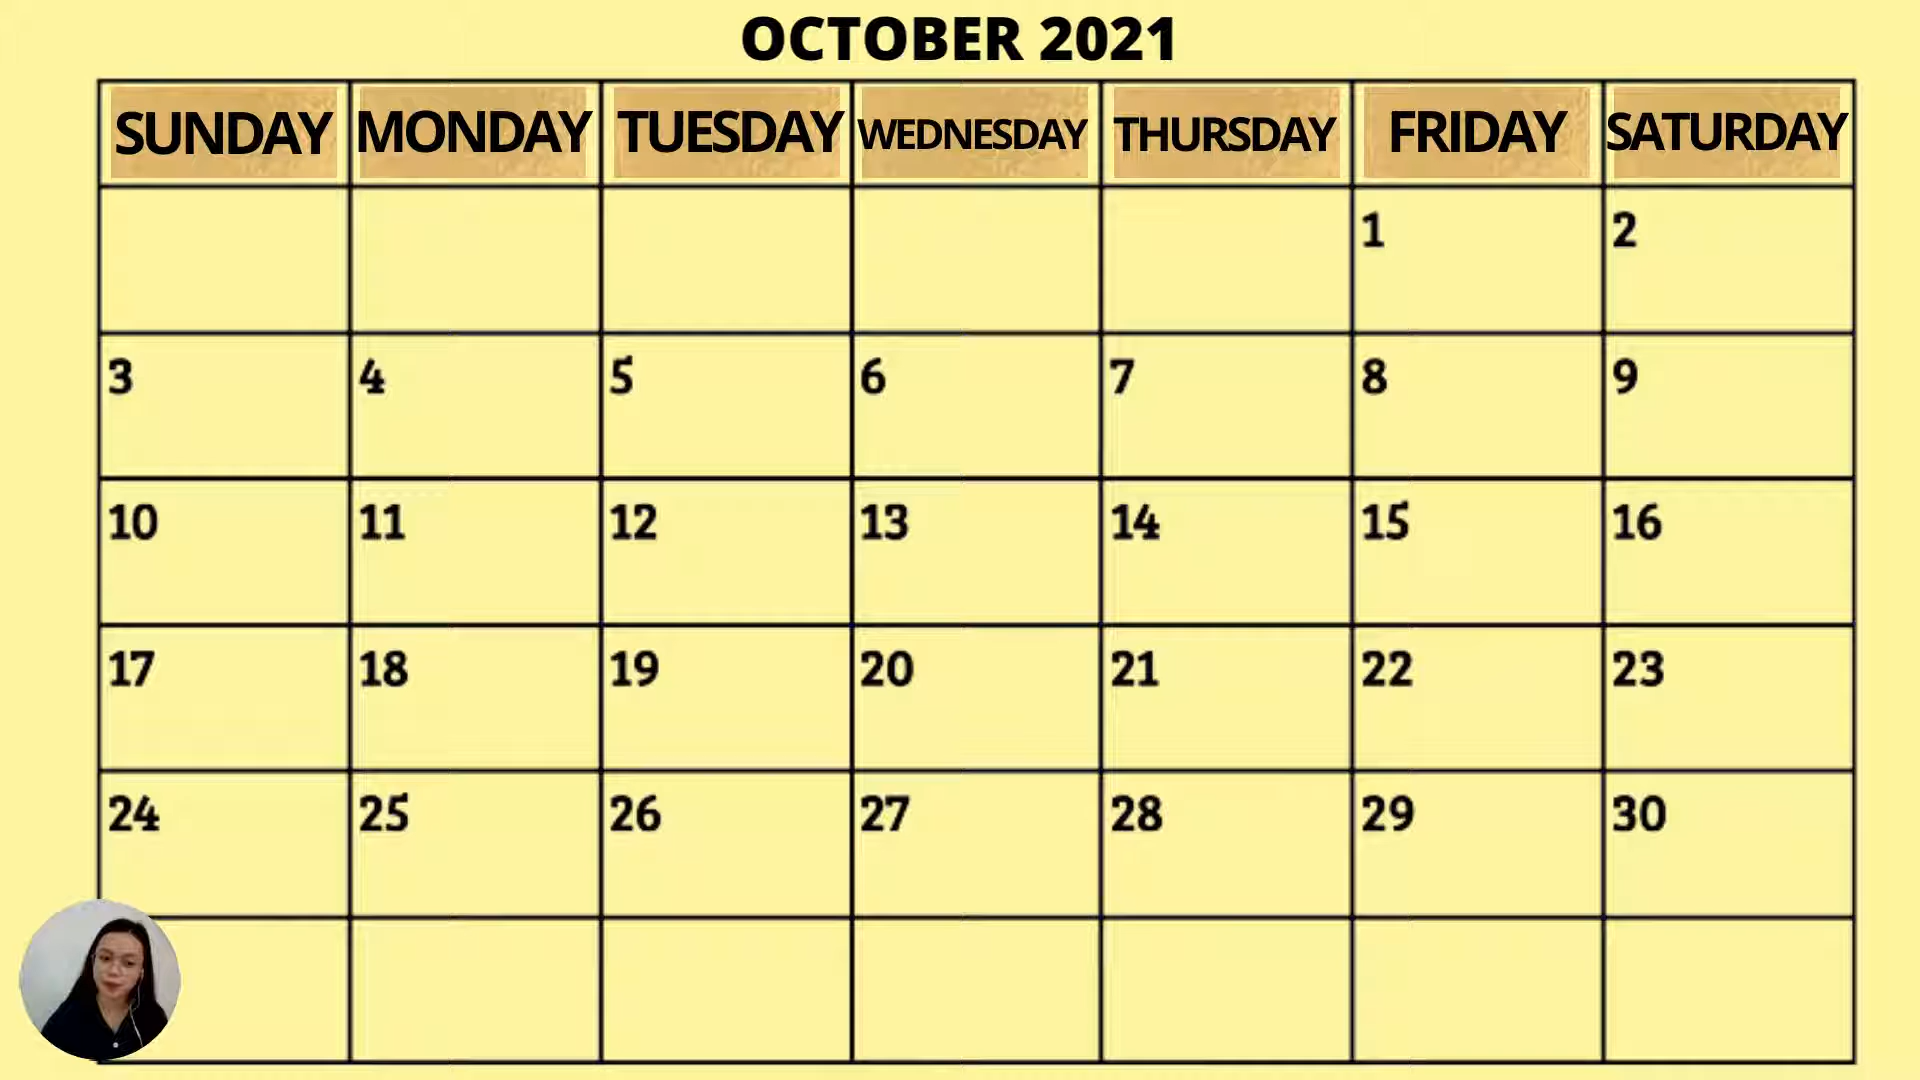 OCTOBER 2021
SUNDAY MONDAY TUESDAY WEDNESDAY THURSDAY FRIDAY SATURDAY
1 2
3 4 5 6 7 8 9
10 11 12 13 14 15 16
17 18 19 20 21 22 23
24 25 26 27 28 29 30